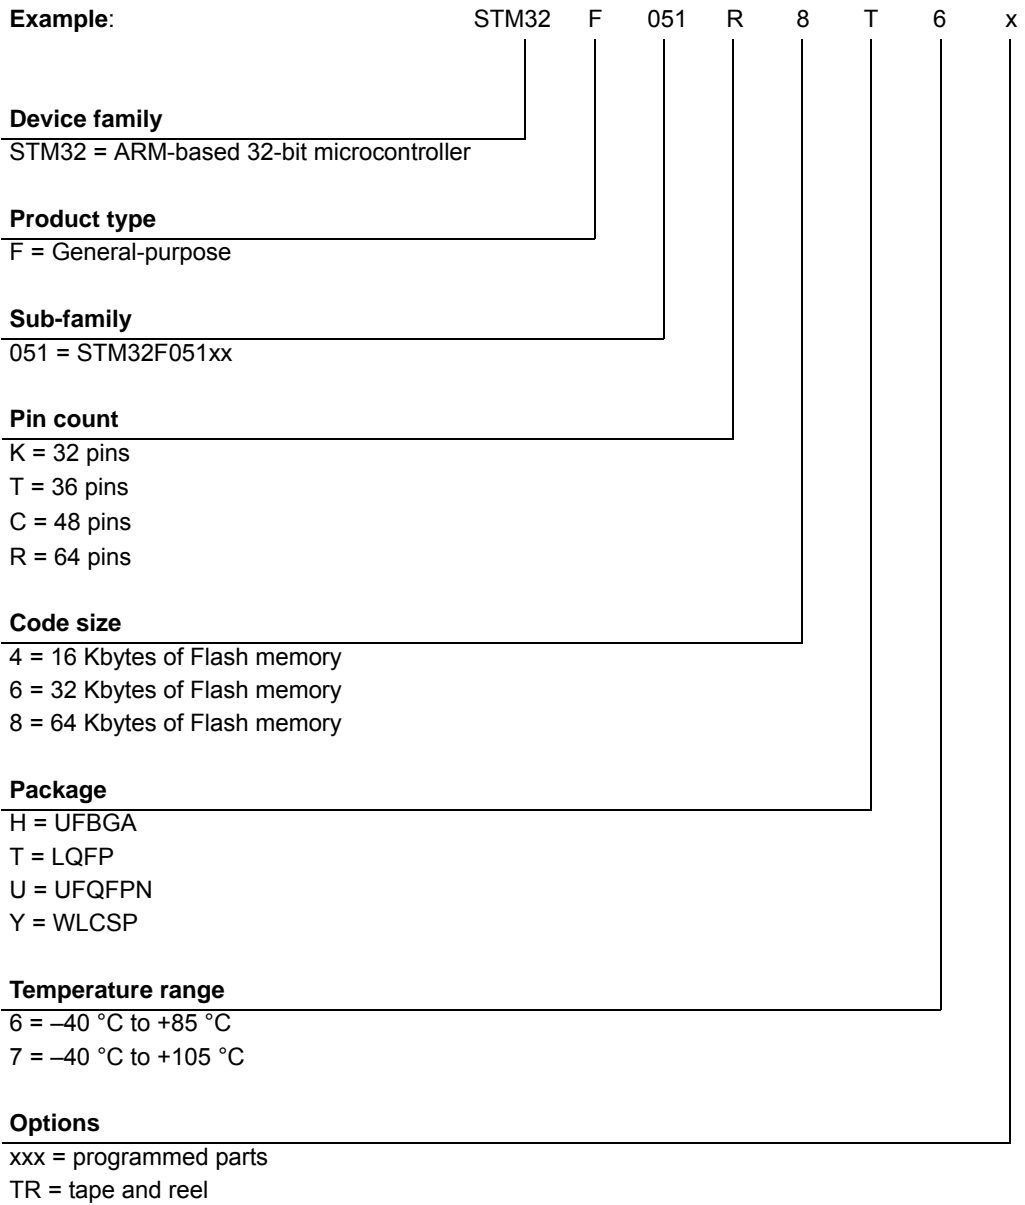 Example: STM32 F 051 R 8 T 6 x
Device family
STM32 = ARM-based 32-bit microcontroller
Product type
F = General-purpose
Sub-family
051 = STM32F051xx
Pin count
K = 32 pins
T = 36 pins
C = 48 pins
R = 64 pins
Code size
4 = 16 Kbytes of Flash memory
6 = 32 Kbytes of Flash memory
8 = 64 Kbytes of Flash memory
Package
H = UFBGA
T = LQFP
U = UFQFPN
Y = WLCSP
Temperature range
6 = –40 °C to +85 °C
7 = –40 °C to +105 °C
Options
xxx = programmed parts
TR = tape and reel